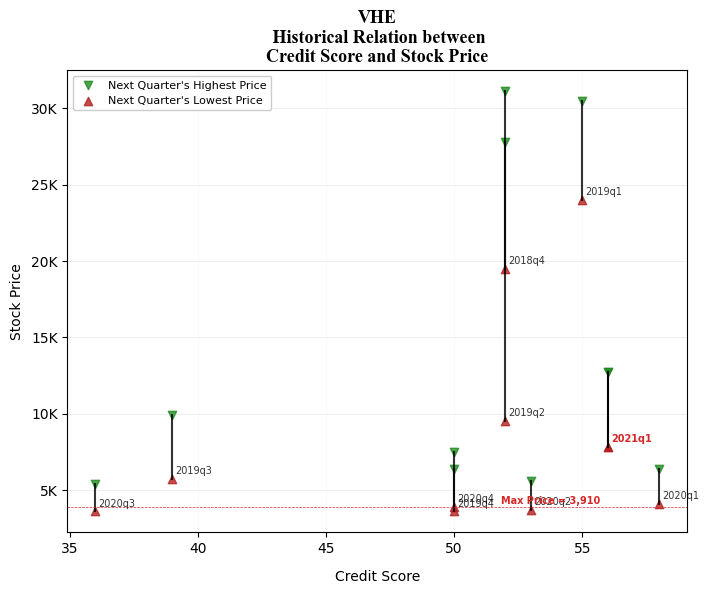 VHE
Historical Relation between
Credit Score and Stock Price
Next Quarter's Highest Price
Next Quarter's Lowest Price
30K
25K
20K
15K
10K
5K
Stock Price
2019q1
2018q4
2019q2
2021q1
2019q3
2020q1
2020q4
2019q4
Max Price = 3,910
2020q2
2020q3
35
40
45
50
55
Credit Score